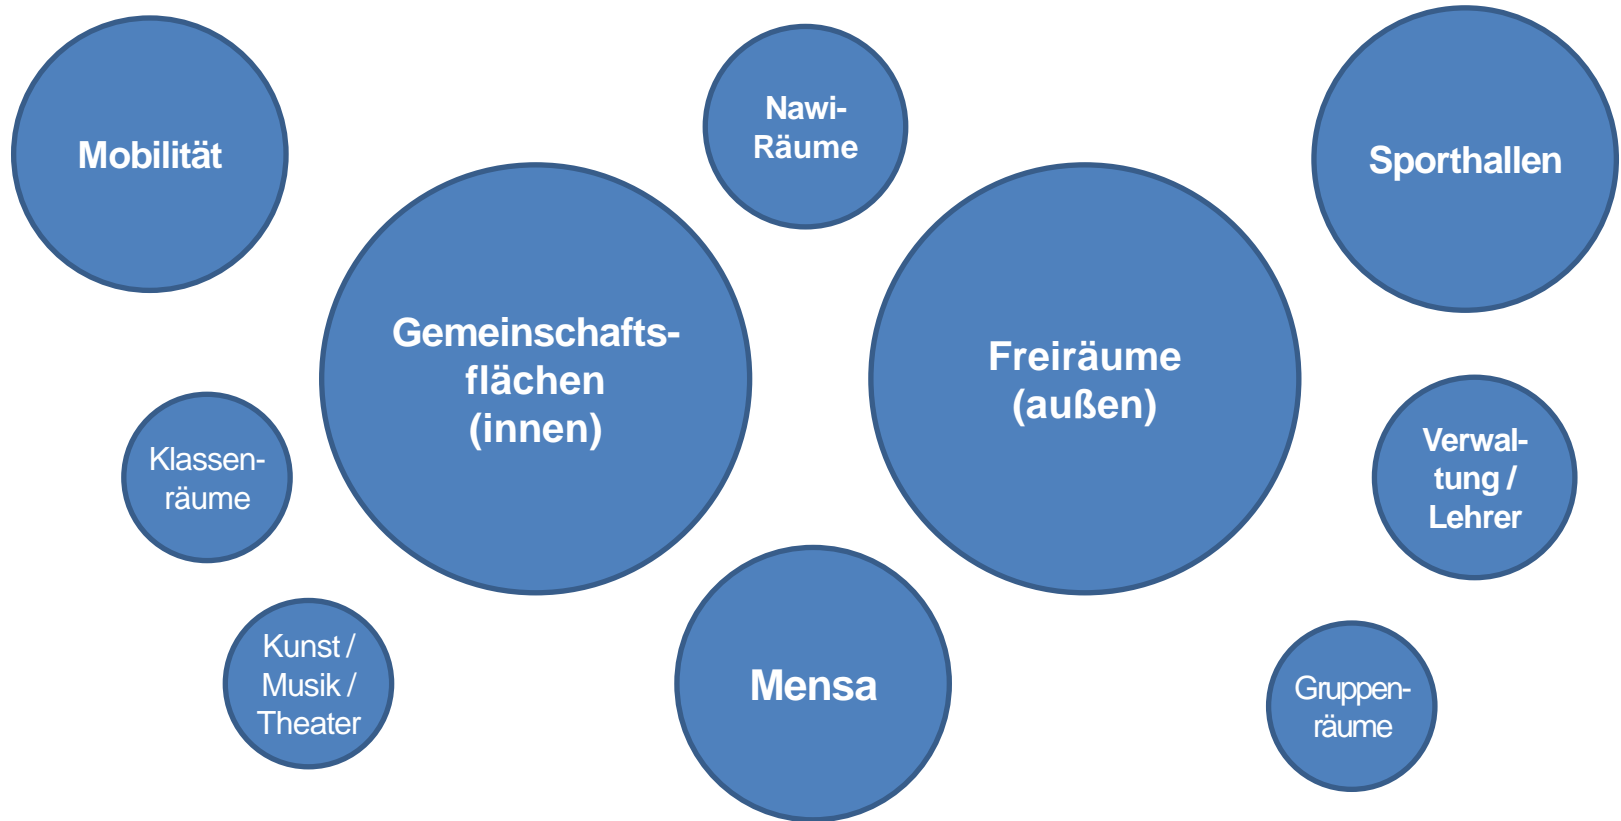 Mobilität
Nawi-
Räume
Sporthallen
Gemeinschafts-
flächen
(innen)
Freiräume
(außen)
Klassen-
räume
Verwal-
tung /
Lehrer
Kunst /
Musik /
Theater
Mensa
Gruppen-
räume